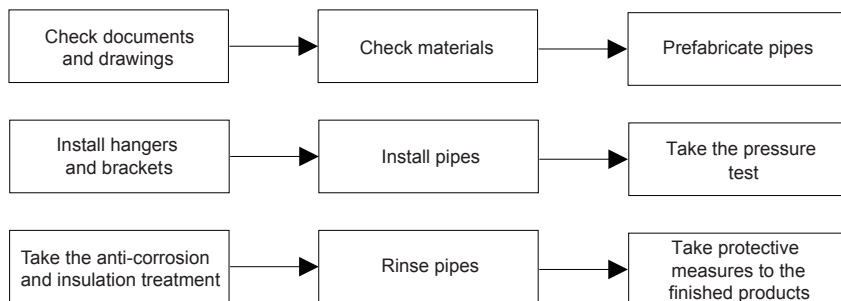 Check documents
and drawings
Check materials
Prefabricate pipes
Install hangers
and brackets
Install pipes
Take the pressure
test
Take the anti-corrosion
and insulation treatment
Rinse pipes
Take protective
measures to the
finished products